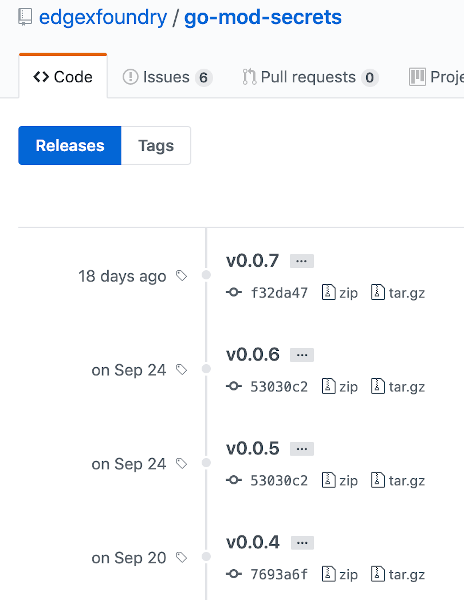 edgexfoundry / go-mod-secrets
Code Issues 6 Pull requests 0 Proje
Releases Tags
v0.0.7 ...
18 days ago
f32da47 zip tar.gz
v0.0.6 ...
on Sep 24
53030c2 zip tar.gz
v0.0.5 ...
on Sep 24
53030c2 zip tar.gz
v0.0.4 ...
on Sep 20
7693a6f zip tar.gz